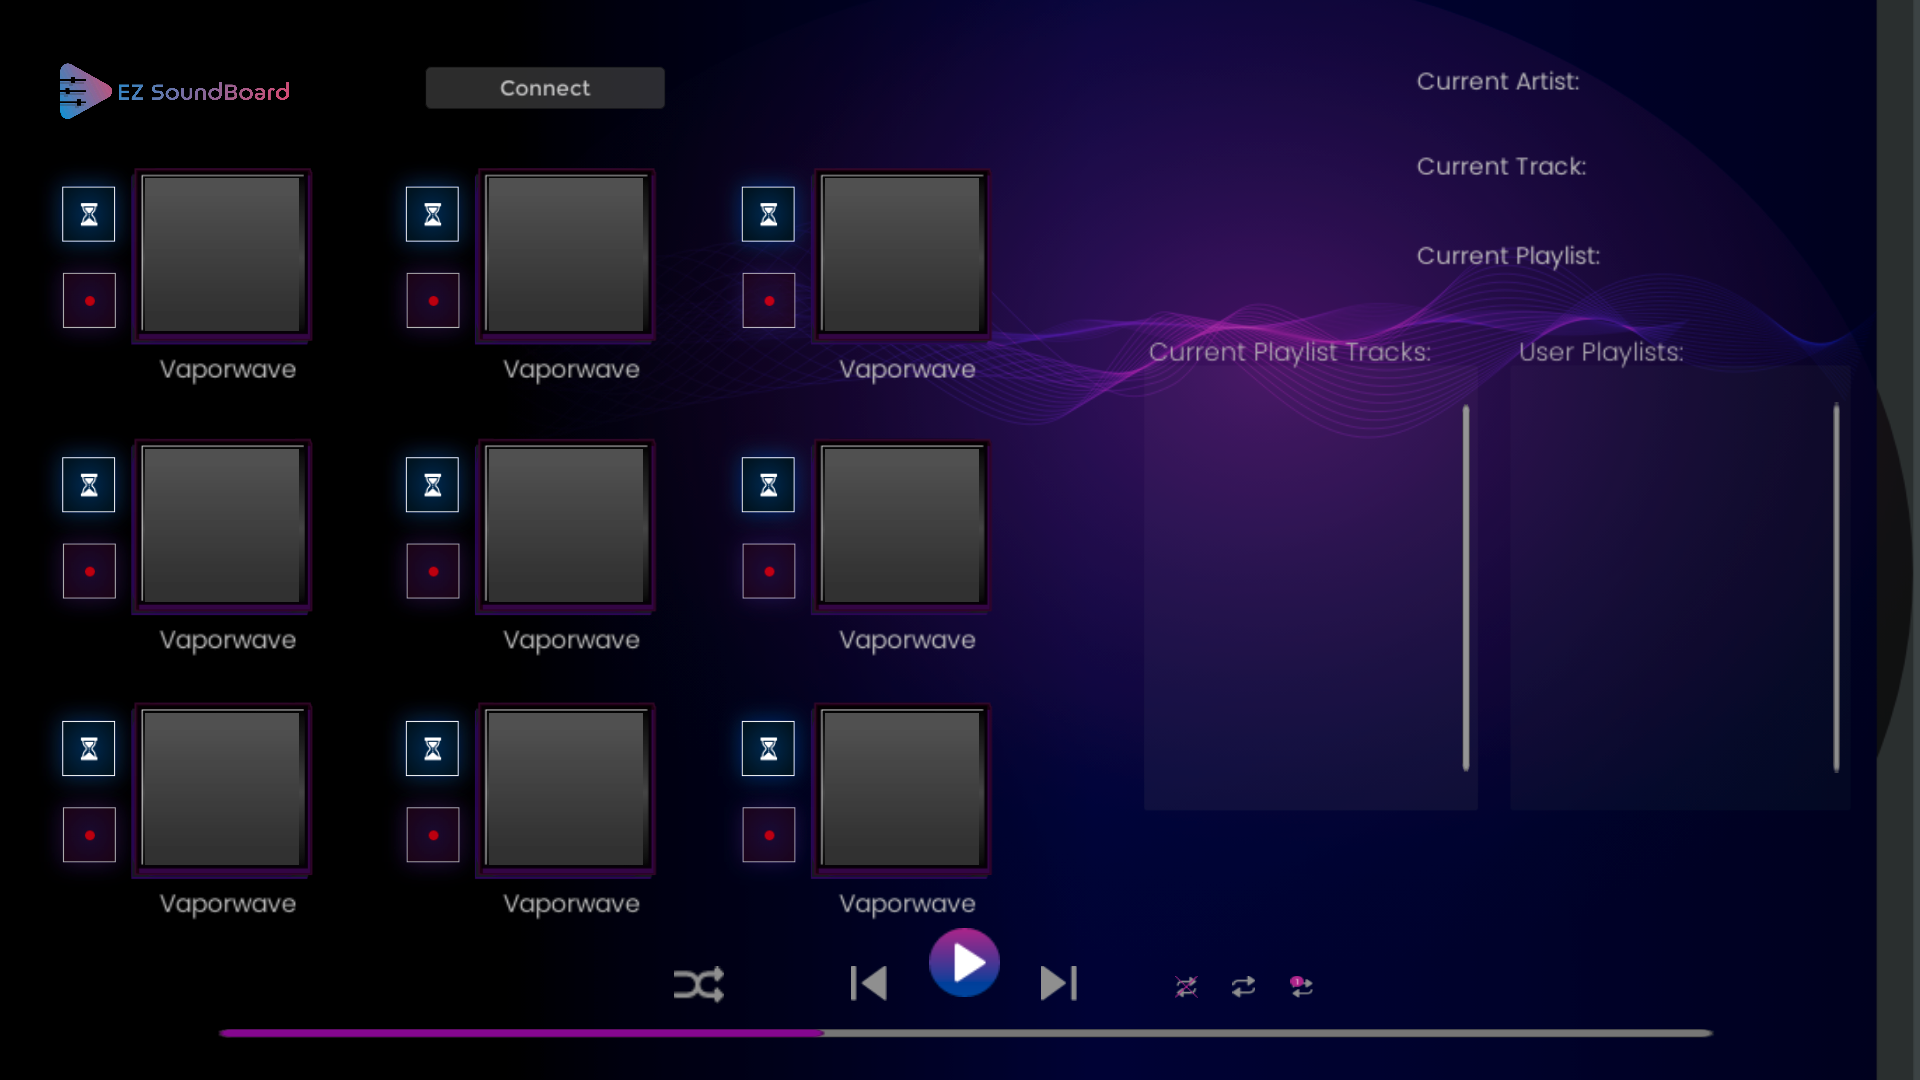 EZ SoundBoard
Connect
Current Artist:
Current Track:
Current Playlist:
Current Playlist Tracks:
User Playlists:
Vaporwave
Vaporwave
Vaporwave
Vaporwave
Vaporwave
Vaporwave
Vaporwave
Vaporwave
Vaporwave
1